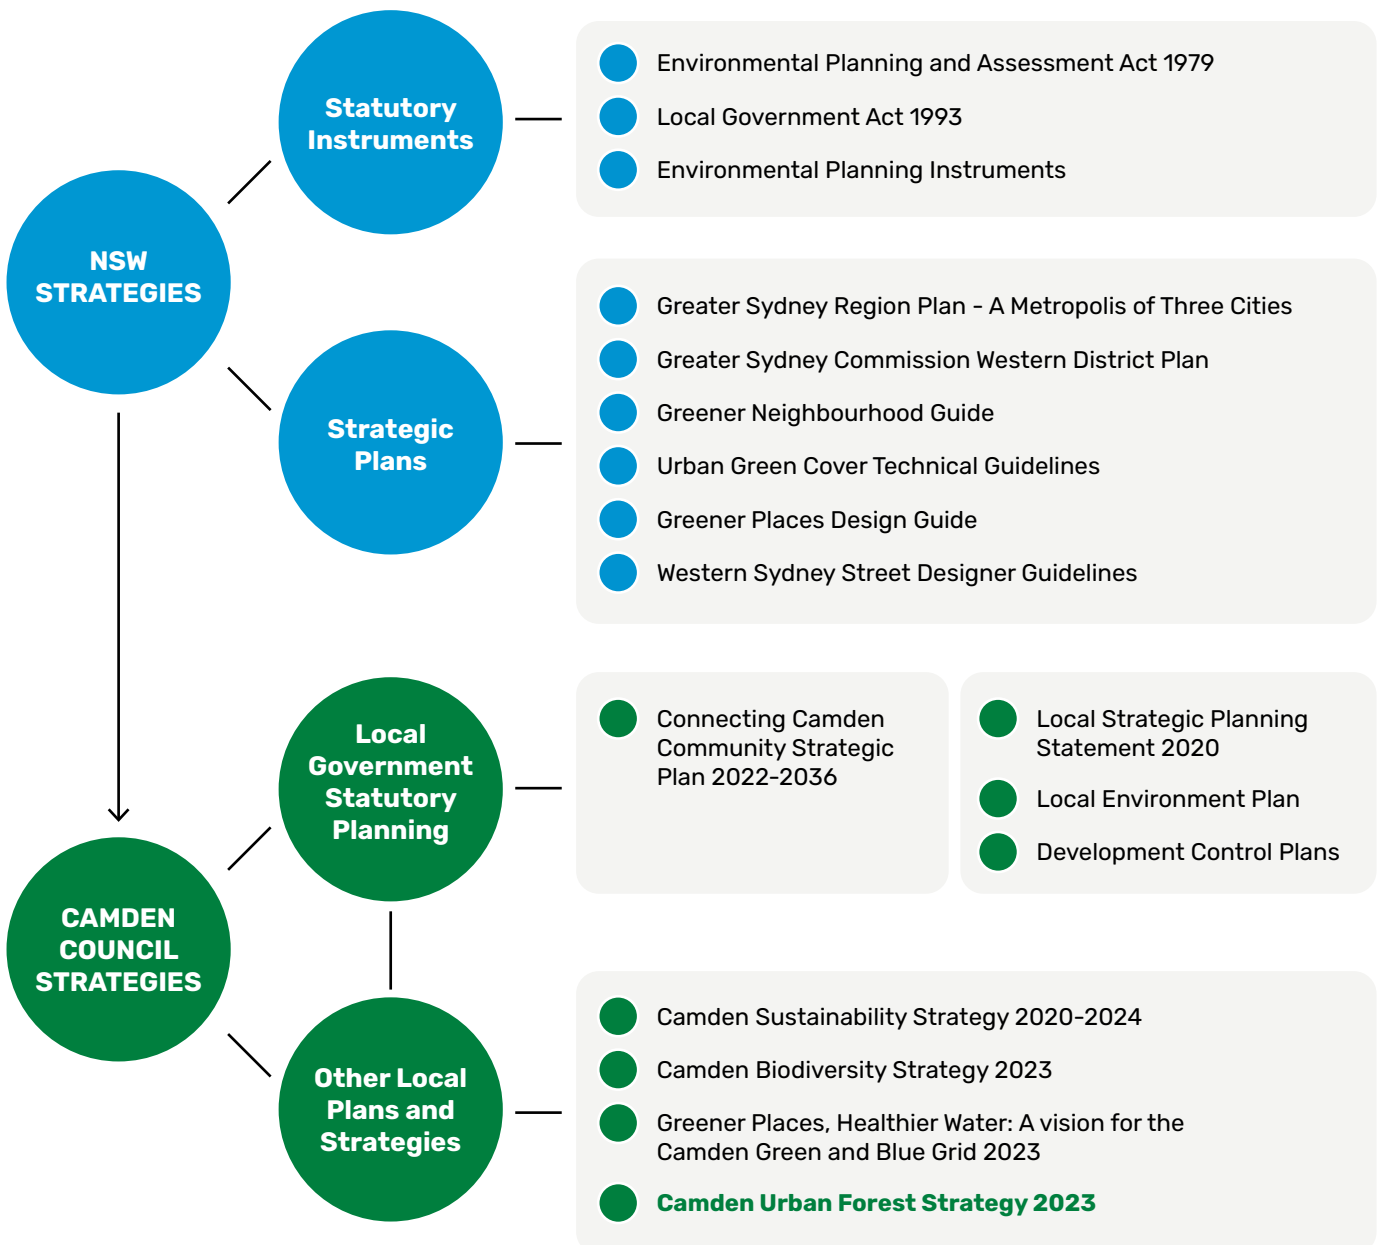 NSW
STRATEGIES
Statutory
Instruments
Environmental Planning and Assessment Act 1979
Local Government Act 1993
Environmental Planning Instruments
Strategic
Plans
Greater Sydney Region Plan - A Metropolis of Three Cities
Greater Sydney Commission Western District Plan
Greener Neighbourhood Guide
Urban Green Cover Technical Guidelines
Greener Places Design Guide
Western Sydney Street Designer Guidelines
CAMDEN
COUNCIL
STRATEGIES
Local
Government
Statutory
Planning
Connecting Camden
Community Strategic
Plan 2022-2036
Local Strategic Planning
Statement 2020
Local Environment Plan
Development Control Plans
Other Local
Plans and
Strategies
Camden Sustainability Strategy 2020-2024
Camden Biodiversity Strategy 2023
Greener Places, Healthier Water: A vision for the
Camden Green and Blue Grid 2023
Camden Urban Forest Strategy 2023